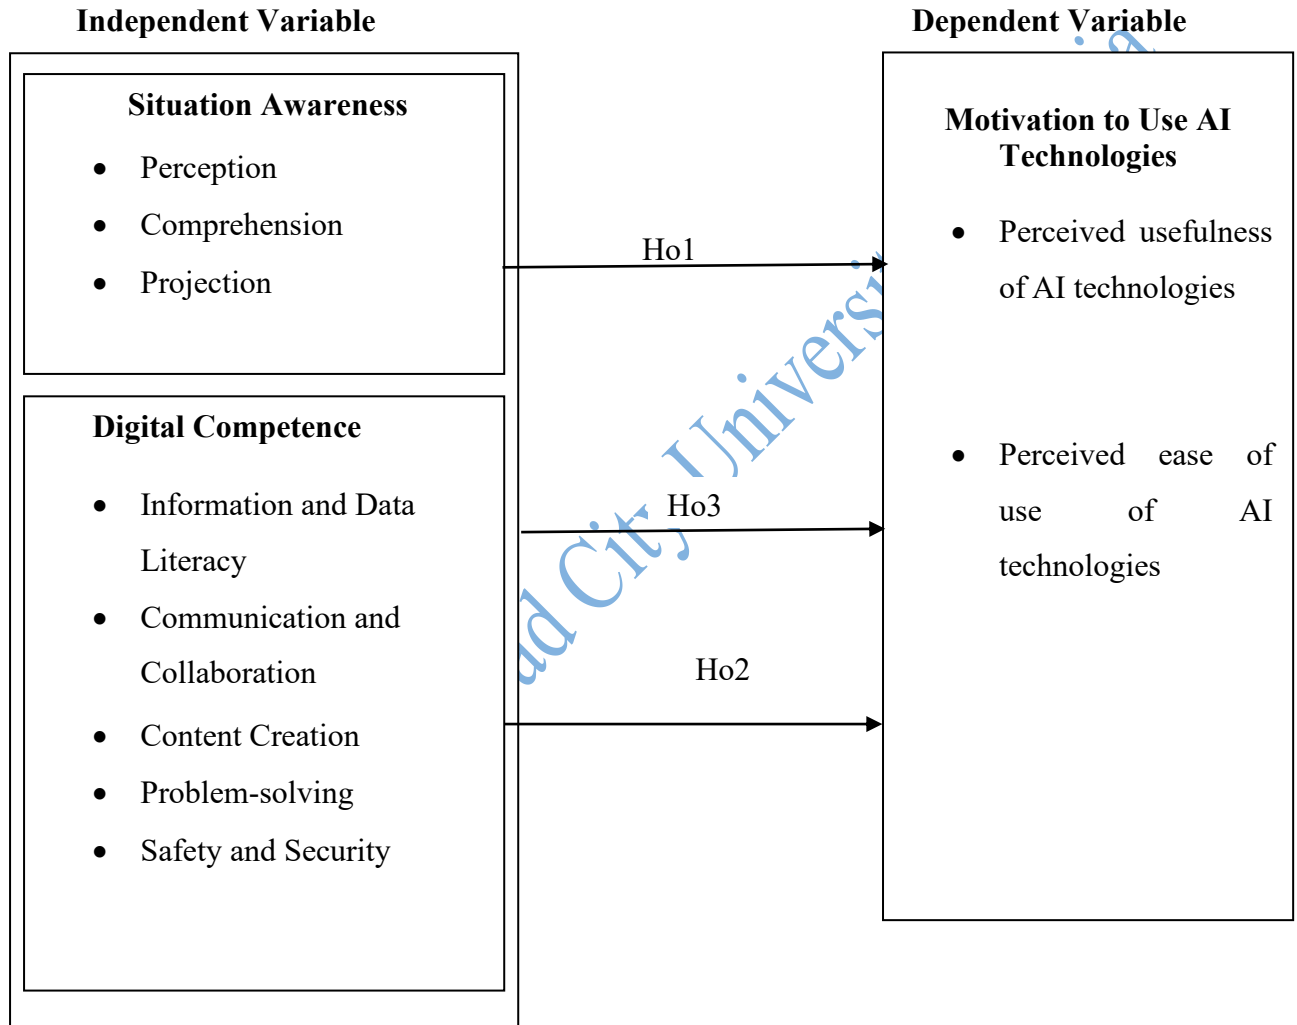 Independent Variable
Dependent Variable
Situation Awareness
• Perception
• Comprehension
• Projection
Digital Competence
• Information and Data
Literacy
• Communication and
Collaboration
• Content Creation
• Problem-solving
• Safety and Security
Ho1
Ho3
Ho2
Motivation to Use AI
Technologies
• Perceived usefulness
of AI technologies
• Perceived ease of
use of AI
technologies
City Universi